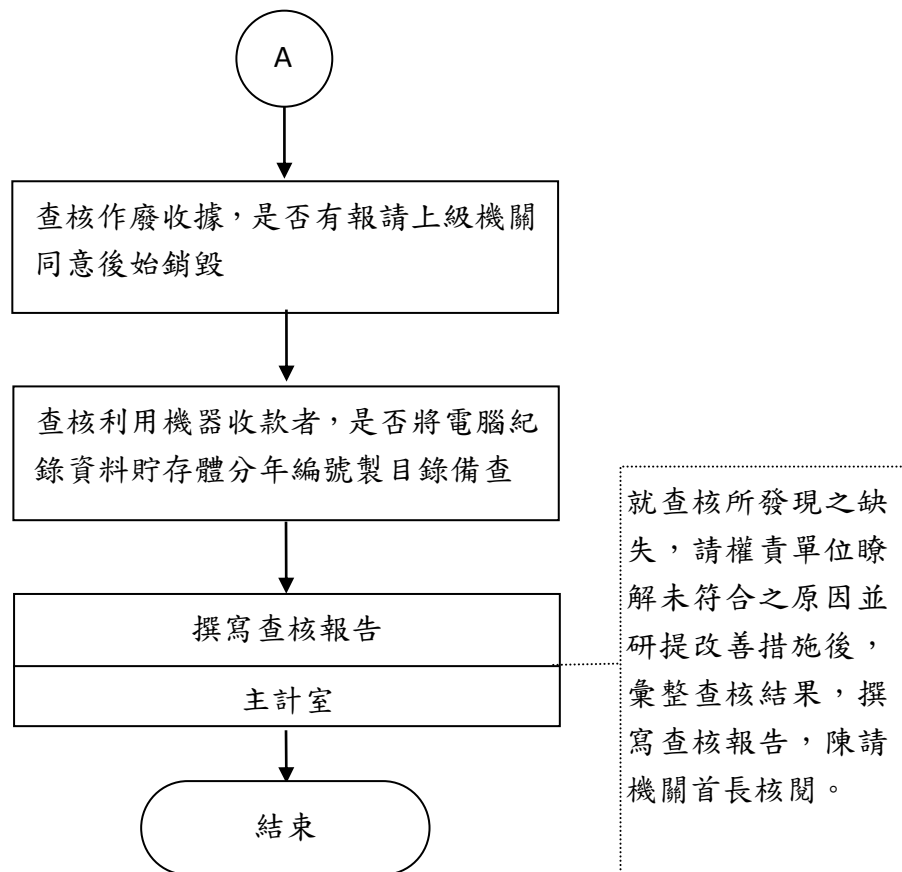 A
查核作廢收據，是否有報請上級機關
同意後始銷毀
查核利用機器收款者，是否將電腦紀
錄資料貯存體分年編號製目錄備查
就查核所發現之缺
失，請權責單位瞭
解未符合之原因並
研提改善措施後，
彙整查核結果，撰
寫查核報告，陳請
機關首長核閱。
撰寫查核報告
主計室
結束